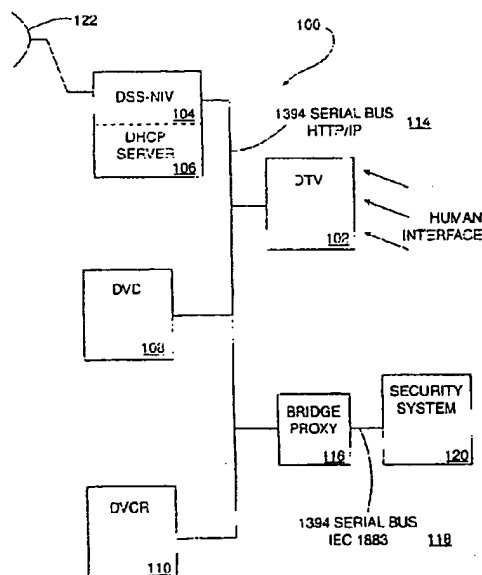 122
100
DSS-NIV
104
DHCP
SERVER
106
1394 SERIAL BUS
HTTP/IP
114
DTV
102
HUMAN
INTERFACE
DVD
108
BRIDGE
PROXY
116
SECURITY
SYSTEM
120
1394 SERIAL BUS
IEC 1883
118
DVCR
110